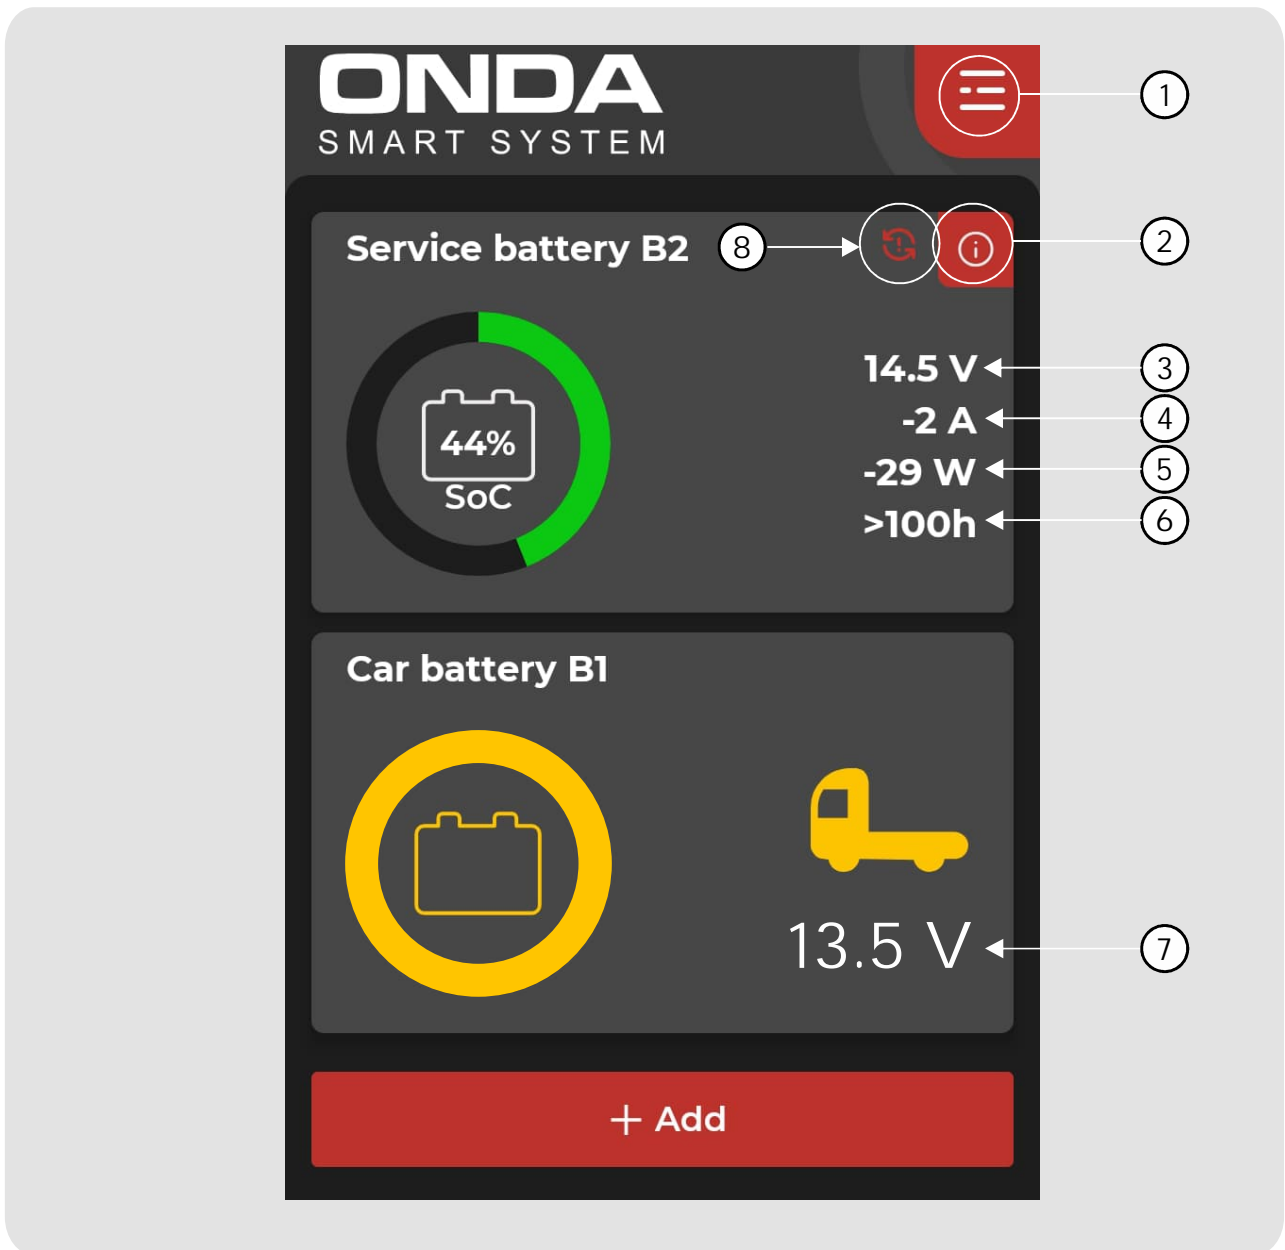 ONDA
SMART SYSTEM
1
Service battery B2
8
2
14.5 V
3
-2 A
4
44%
-29 W
5
SoC
>100h
6
Car battery B1
13.5 V
7
+ Add